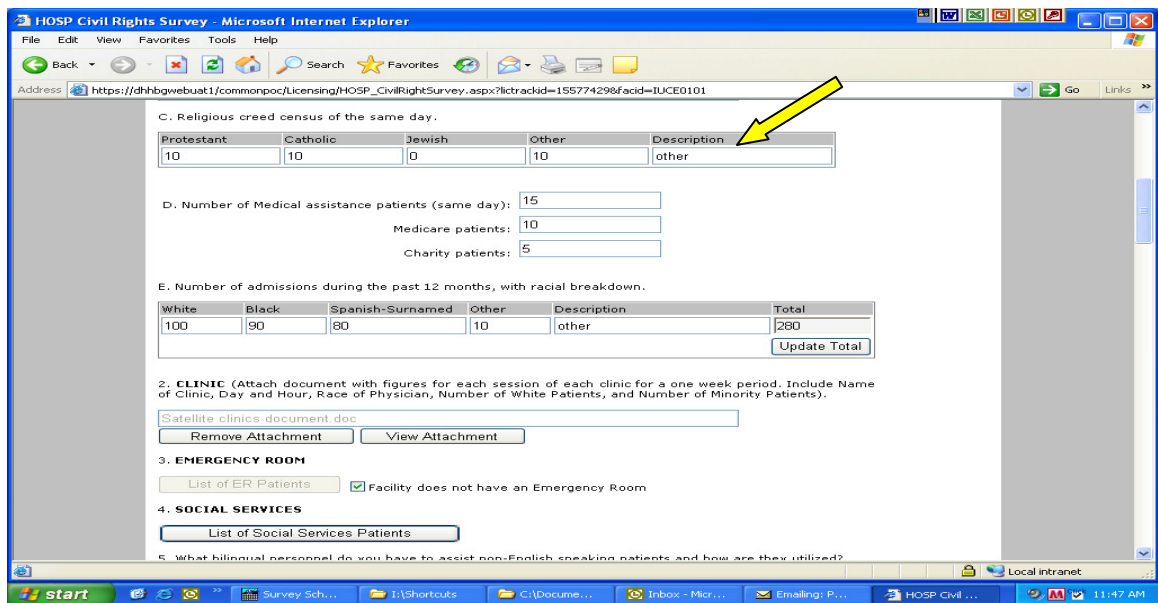 HOSP Civil Rights Survey - Microsoft Internet Explorer
File Edit View Favorites Tools Help
Back Search Favorites
Address https://dhhbgwebuat1/commonpoc/Licensing/HOSP_CivilRightSurvey.aspx?lictrackid=155774298&facid=IUCE0101 Go Links »
C. Religious creed census of the same day.
Protestant Catholic Jewish Other Description
10 10 0 10 other
D. Number of Medical assistance patients (same day): 15
Medicare patients: 10
Charity patients: 5
E. Number of admissions during the past 12 months, with racial breakdown.
White Black Spanish-Surnamed Other Description Total
100 90 80 10 other 280
Update Total
2. CLINIC (Attach document with figures for each session of each clinic for a one week period. Include Name
of Clinic, Day and Hour, Race of Physician, Number of White Patients, and Number of Minority Patients).
Satellite clinics document.doc
Remove Attachment View Attachment
3. EMERGENCY ROOM
List of ER Patients Facility does not have an Emergency Room
4. SOCIAL SERVICES
List of Social Services Patients
5. What bilingual personnel do you have to assist non-English speaking patients and how are they utilized?
Local intranet
start » Survey Sch... I:\Shortcuts C:\Docume... Inbox - Micr... Emailing: P... HOSP Civil ... 11:47 AM